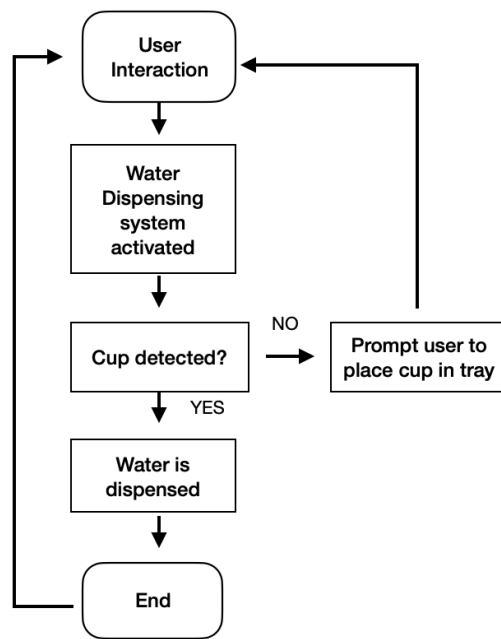 User
Interaction
Water
Dispensing
system
activated
Cup detected?
NO
Prompt user to
place cup in tray
YES
Water is
dispensed
End